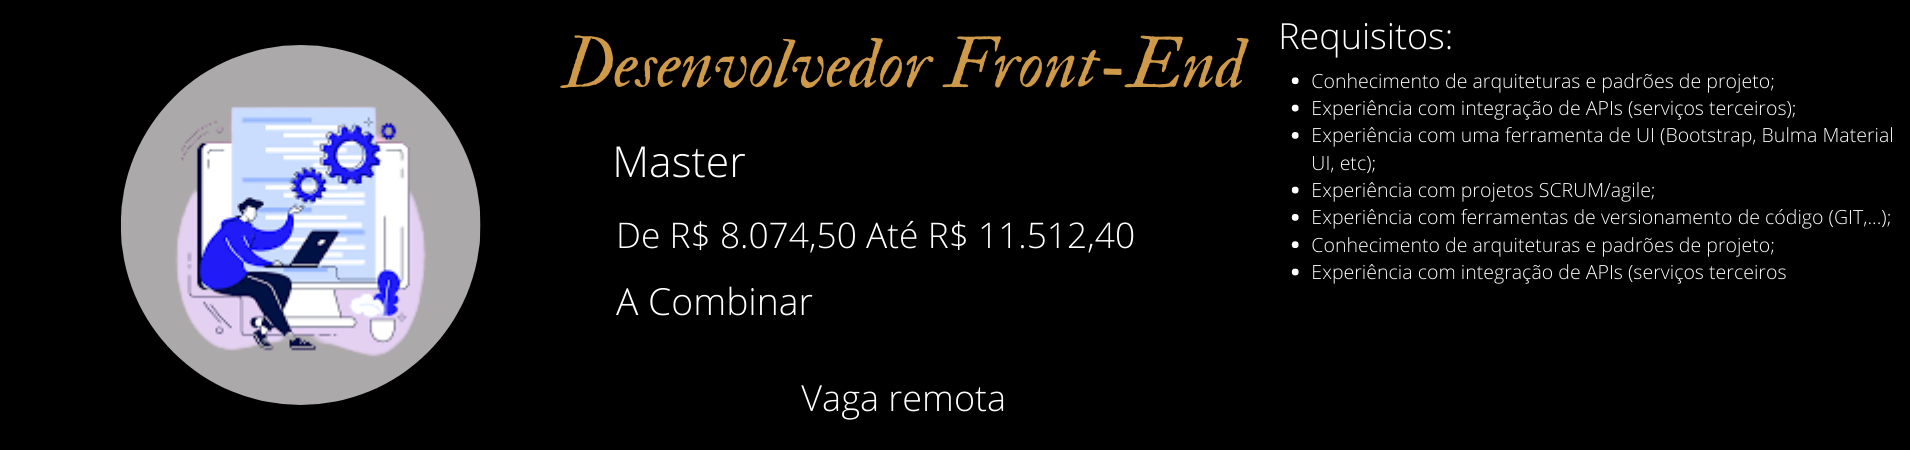 Desenvolvedor Front-End
Master
De R$ 8.074,50 Até R$ 11.512,40
A Combinar
Vaga remota
Requisitos:
• Conhecimento de arquiteturas e padrões de projeto;
• Experiência com integração de APIs (serviços terceiros);
• Experiência com uma ferramenta de UI (Bootstrap, Bulma Material
UI, etc);
• Experiência com projetos SCRUM/agile;
• Experiência com ferramentas de versionamento de código (GIT,...);
• Conhecimento de arquiteturas e padrões de projeto;
• Experiência com integração de APIs (serviços terceiros